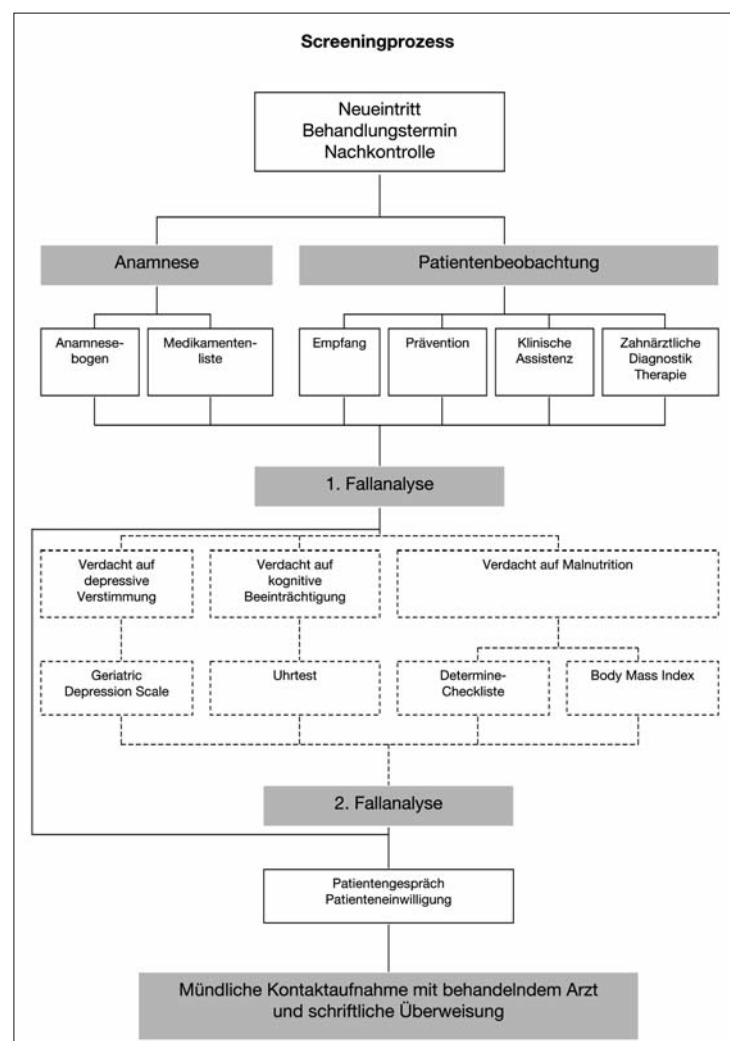 Screeningprozess
Neueintritt
Behandlungstermin
Nachkontrolle
Anamnese
Patientenbeobachtung
Anamnese-
bogen
Medikamenten-
liste
Empfang
Prävention
Klinische
Assistenz
Zahnärztliche
Diagnostik
Therapie
1. Fallanalyse
Verdacht auf
depressive
Verstimmung
Verdacht auf
kognitive
Beeinträchtigung
Verdacht auf Malnutrition
Geriatric
Depression Scale
Uhrtest
Determine-
Checkliste
Body Mass Index
2. Fallanalyse
Patientengespräch
Patienteneinwilligung
Mündliche Kontaktaufnahme mit behandelndem Arzt
und schriftliche Überweisung